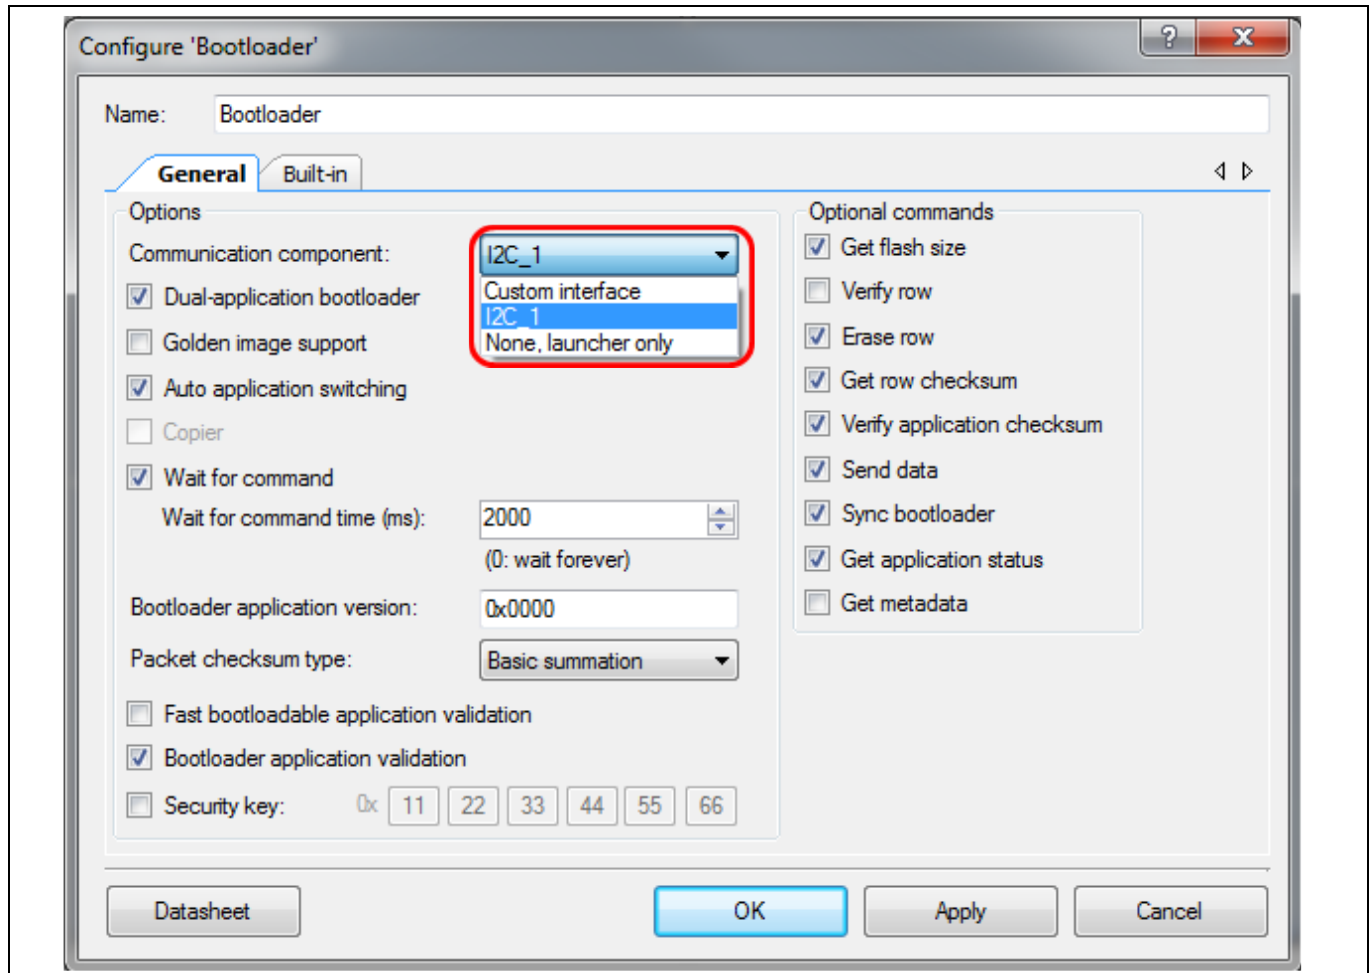 Configure 'Bootloader'
Name: Bootloader
General Built-in
Options
Communication component: I2C_1
Custom interface
I2C_1
None, launcher only
Dual-application bootloader
Golden image support
Auto application switching
Copier
Wait for command
Wait for command time (ms): 2000
(0: wait forever)
Bootloader application version: 0x0000
Packet checksum type: Basic summation
Fast bootloadable application validation
Bootloader application validation
Security key: 0x 11 22 33 44 55 66
Optional commands
Get flash size
Verify row
Erase row
Get row checksum
Verify application checksum
Send data
Sync bootloader
Get application status
Get metadata
Datasheet OK Apply Cancel